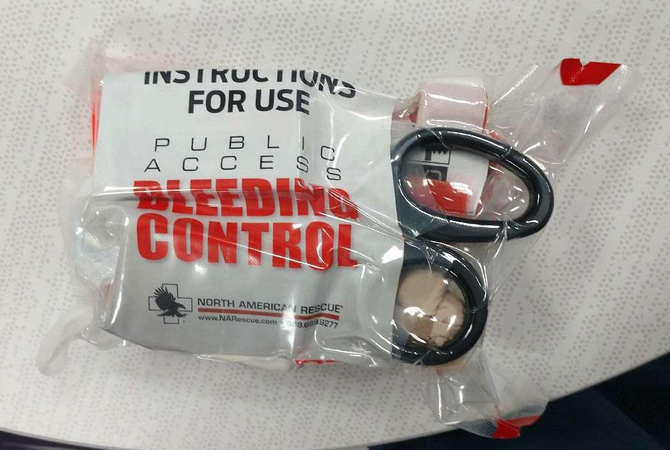 INSTRUCTIONS
FOR USE
PUBLIC
ACCESS
BLEEDING
CONTROL
NORTH AMERICAN RESCUE®
www.NARescue.com